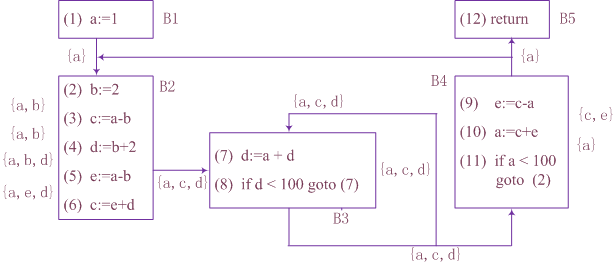 (1) a:=1
B1
{a}
B2
(2) b:=2
(3) c:=a-b
(4) d:=b+2
(5) e:=a-b
(6) c:=e+d
{a, b}
{a, b}
{a, b, d}
{a, e, d}
{a, c, d}
{a, c, d}
(7) d:=a + d
(8) if d < 100 goto (7)
B3
{a, c, d}
{a, c, d}
(12) return
B5
{a}
B4
(9) e:=c-a
(10) a:=c+e
(11) if a < 100
goto (2)
{c, e}
{a}